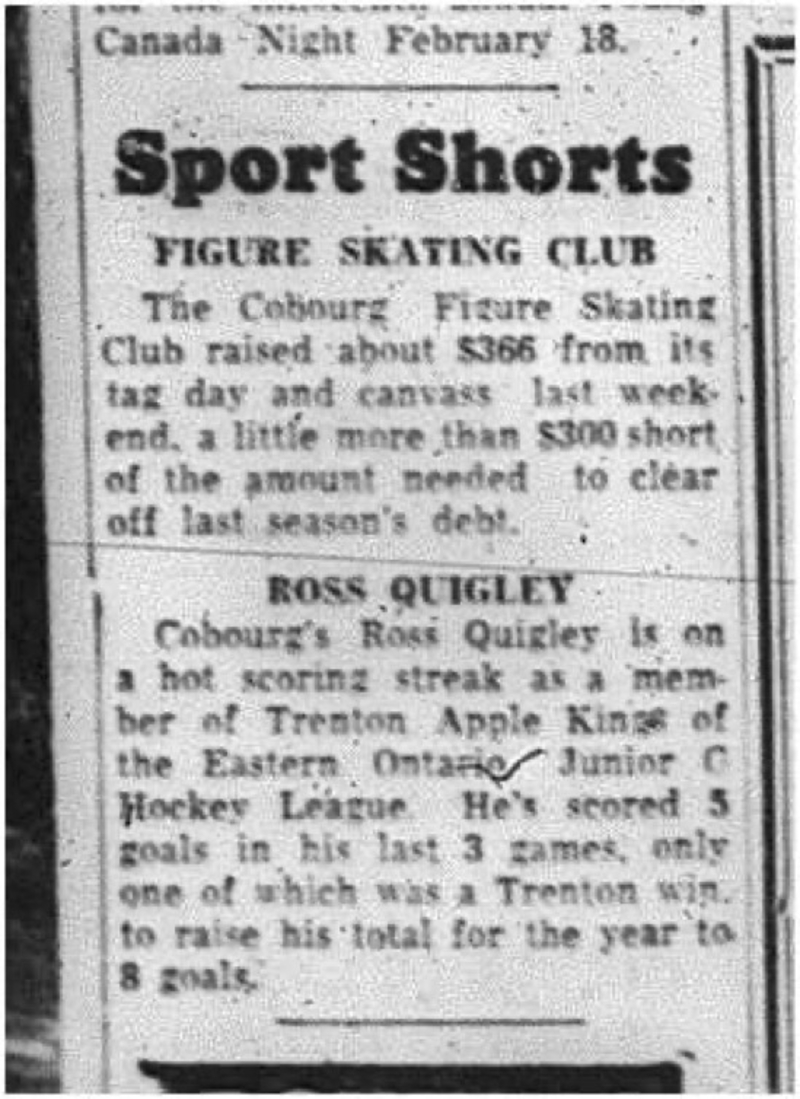 Canada Night February 18.
Sport Shorts
FIGURE SKATING CLUB
The Cobourg Figure Skating
Club raised about $366 from its
tag day and canvass last week-
end, a little more than $300 short
of the amount needed to clear
off last season's debt.
ROSS QUIGLEY
Cobourg's Ross Quigley is on
a hot scoring streak as a mem-
ber of Trenton Apple Kings of
the Eastern Ontario Junior C
Hockey League. He's scored 5
goals in his last 3 games, only
one of which was a Trenton win,
to raise his total for the year to
8 goals.